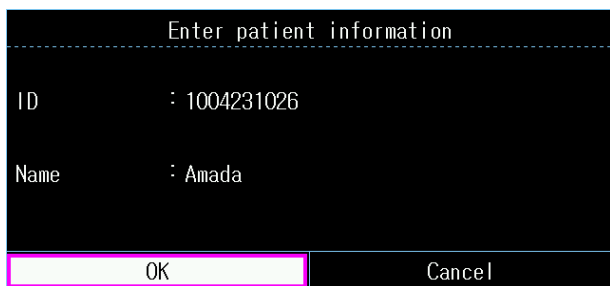 Enter patient information
ID : 1004231026
Name : Amada
OK Cancel